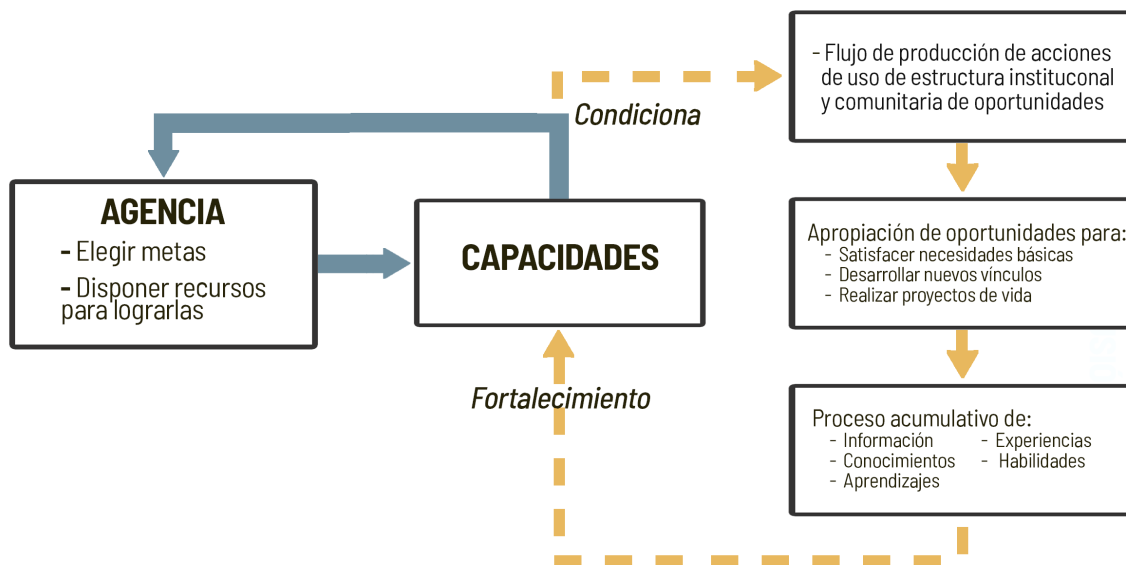 - Flujo de producción de acciones
de uso de estructura instituconal
y comunitaria de oportunidades
Condiciona
AGENCIA
- Elegir metas
- Disponer recursos
para lograrlas
CAPACIDADES
Apropiación de oportunidades para:
- Satisfacer necesidades básicas
- Desarrollar nuevos vínculos
- Realizar proyectos de vida
Fortalecimiento
Proceso acumulativo de:
- Información
- Conocimientos
- Aprendizajes
- Experiencias
- Habilidades